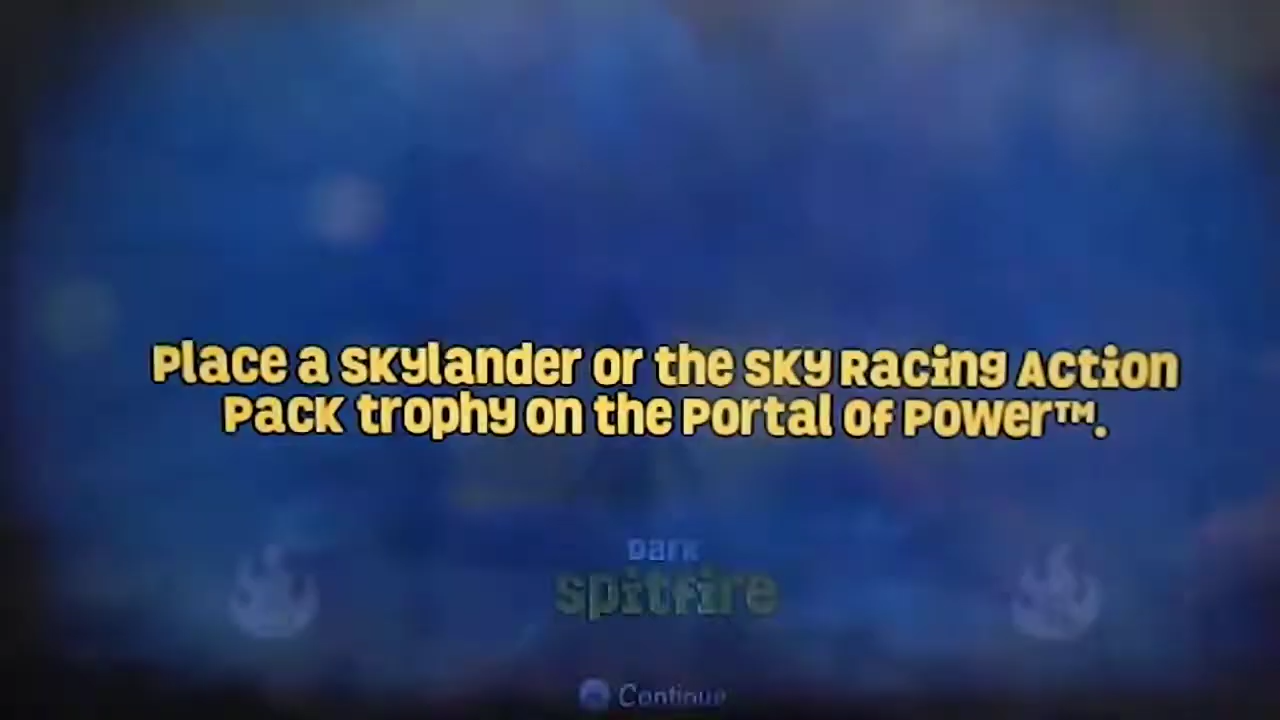 Place a Skylander or the Sky Racing Action
Pack trophy on the Portal of Power™.
Dark
Spitfire
Continue